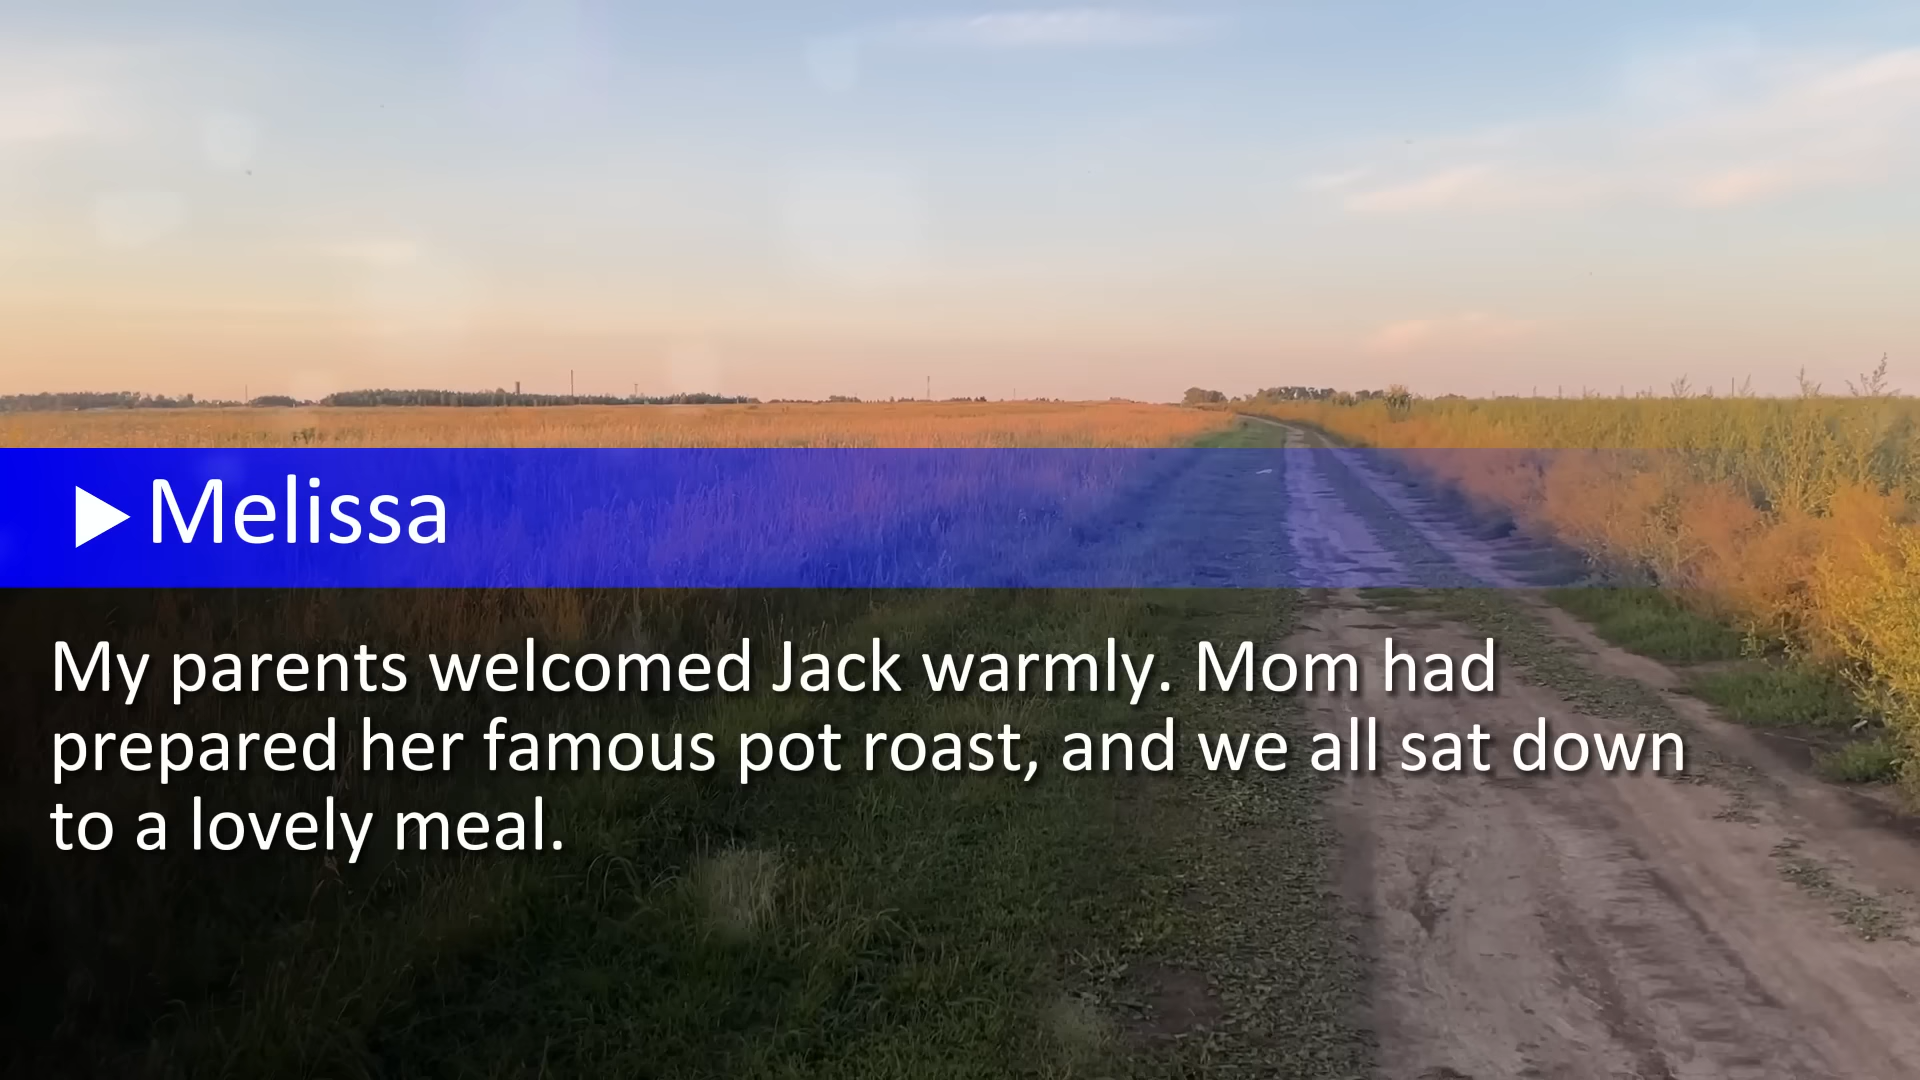 Melissa
My parents welcomed Jack warmly. Mom had
prepared her famous pot roast, and we all sat down
to a lovely meal.